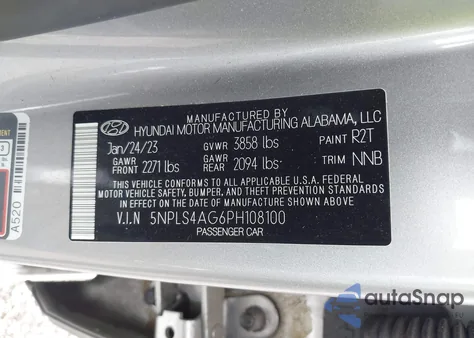 MANUFACTURED BY
HYUNDAI MOTOR MANUFACTURING ALABAMA, LLC
Jan/24/23 GVWR 3858 lbs PAINT R2T
GAWR FRONT 2271 lbs GAWR REAR 2094 lbs TRIM NNB
THIS VEHICLE CONFORMS TO ALL APPLICABLE U.S.A. FEDERAL
MOTOR VEHICLE SAFETY, BUMPER, AND THEFT PREVENTION STANDARDS
IN EFFECT ON THE DATE OF MANUFACTURE SHOWN ABOVE.
V.I.N 5NPLS4AG6PH108100
PASSENGER CAR
A520
3
autoSnap